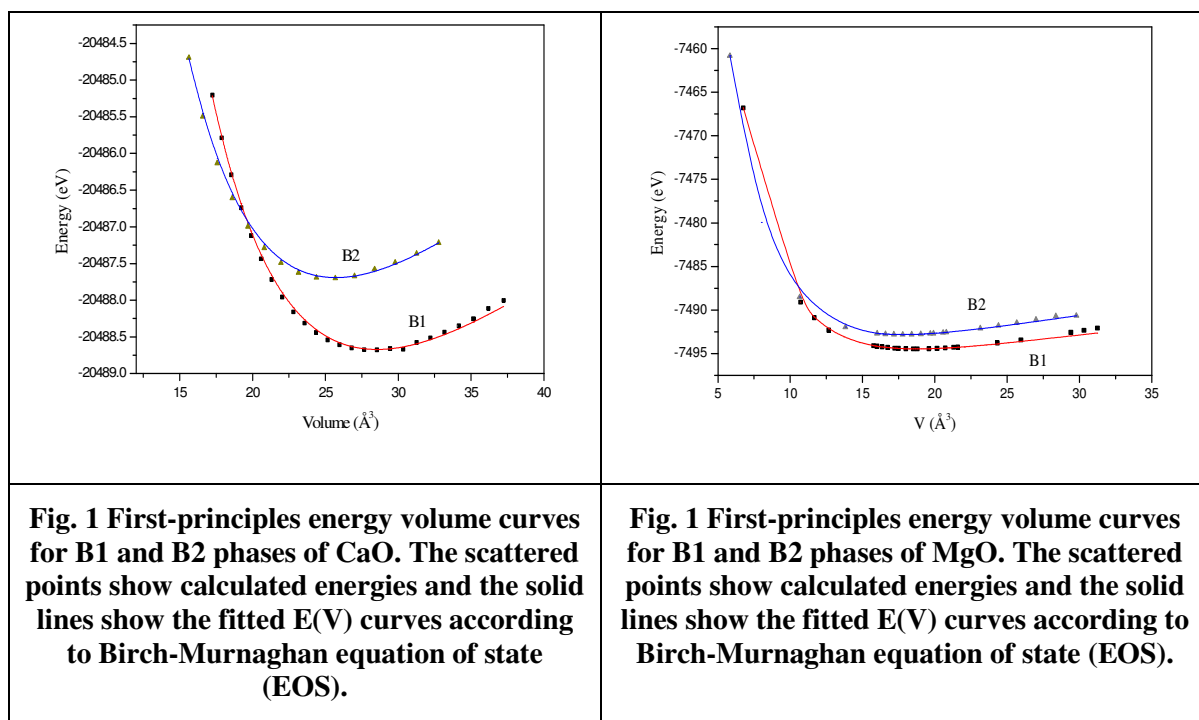 -20484.5
-20485.0
-20485.5
-20486.0
-20486.5
-20487.0
-20487.5
-20488.0
-20488.5
-20489.0
Energy (eV)
B2
B1
15 20 25 30 35 40
Volume (Å3)
-7460
-7465
-7470
-7475
-7480
-7485
-7490
-7495
Energy (eV)
B2
B1
5 10 15 20 25 30 35
V (Å3)
Fig. 1 First-principles energy volume curves
for B1 and B2 phases of CaO. The scattered
points show calculated energies and the solid
lines show the fitted E(V) curves according
to Birch-Murnaghan equation of state
(EOS).
Fig. 1 First-principles energy volume curves
for B1 and B2 phases of MgO. The scattered
points show calculated energies and the solid
lines show the fitted E(V) curves according to
Birch-Murnaghan equation of state (EOS).